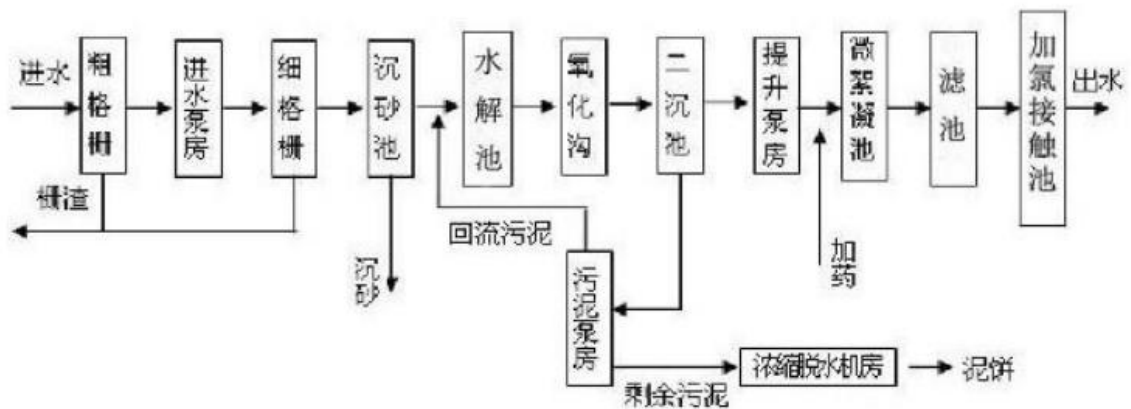 进水
粗格栅
进水泵房
细格栅
沉砂池
水解池
氧化沟
二沉池
提升泵房
微絮凝池
滤池
加氯接触池
出水
栅渣
沉砂
回流污泥
污泥泵房
加药
剩余污泥
浓缩脱水机房
泥饼